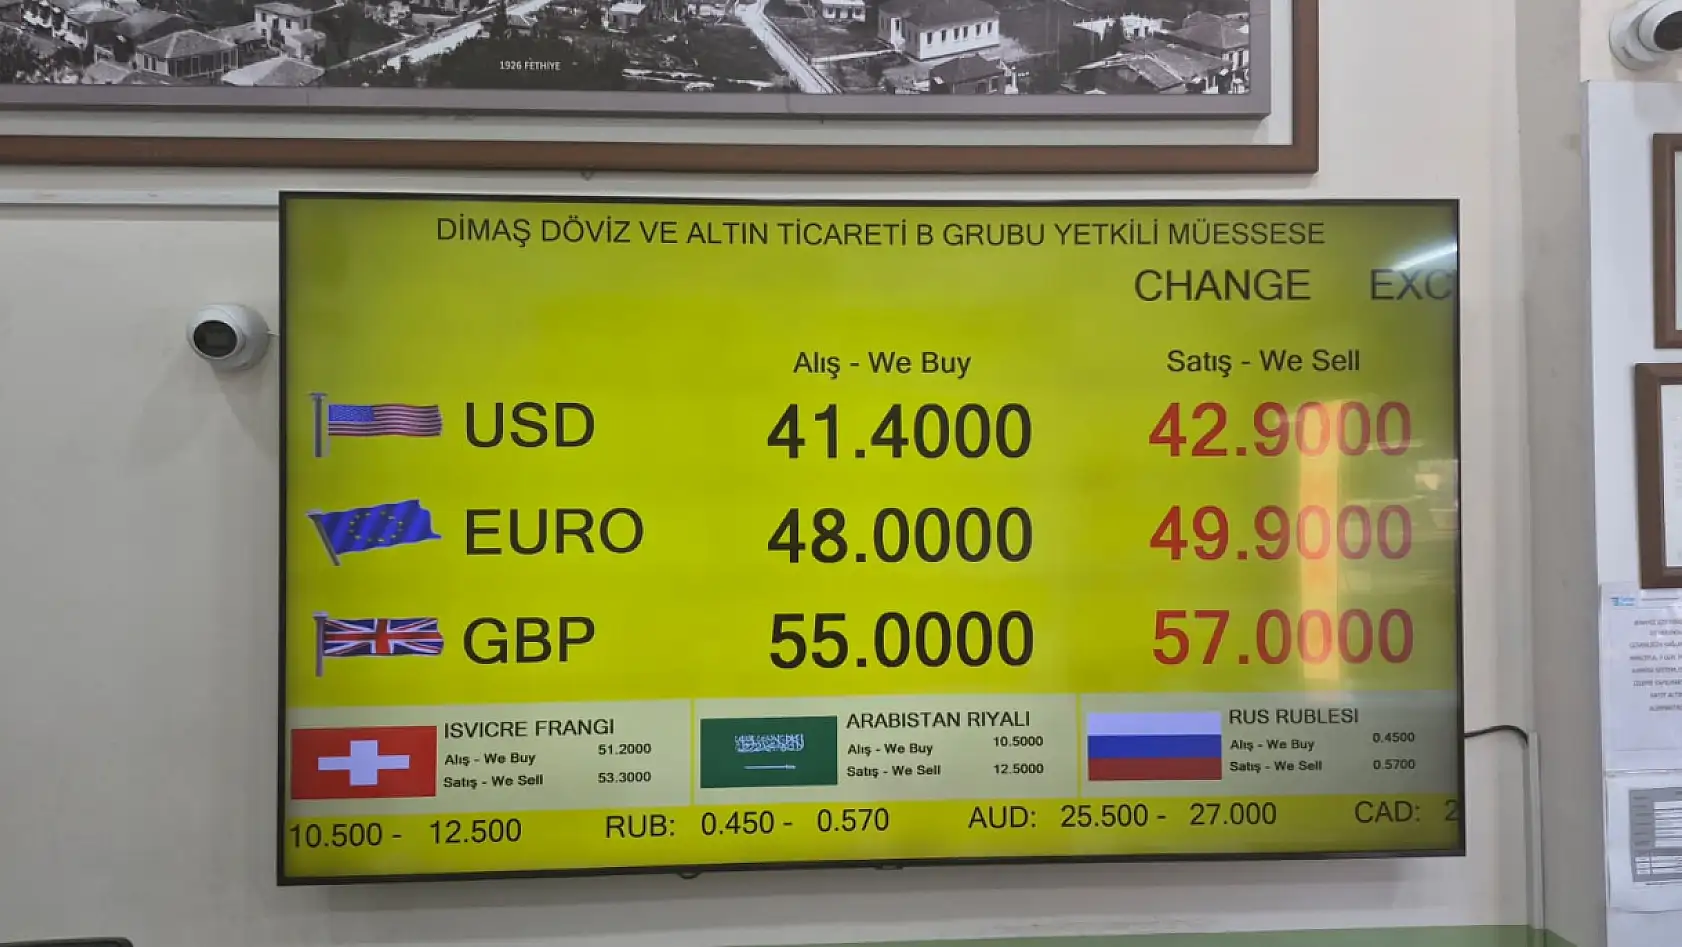 1926 FETHİYE
DİMAŞ DÖVİZ VE ALTIN TİCARETİ B GRUBU YETKİLİ MÜESSESE
CHANGE EXC
Alış - We Buy Satış - We Sell
USD 41.4000 42.9000
EURO 48.0000 49.9000
GBP 55.0000 57.0000
ISVICRE FRANGI
Alış - We Buy 51.2000
Satış - We Sell 53.3000
ARABISTAN RIYALI
Alış - We Buy 10.5000
Satış - We Sell 12.5000
RUS RUBLESI
Alış - We Buy 0.4500
Satış - We Sell 0.5700
10.500 - 12.500 RUB: 0.450 - 0.570 AUD: 25.500 - 27.000 CAD: 2